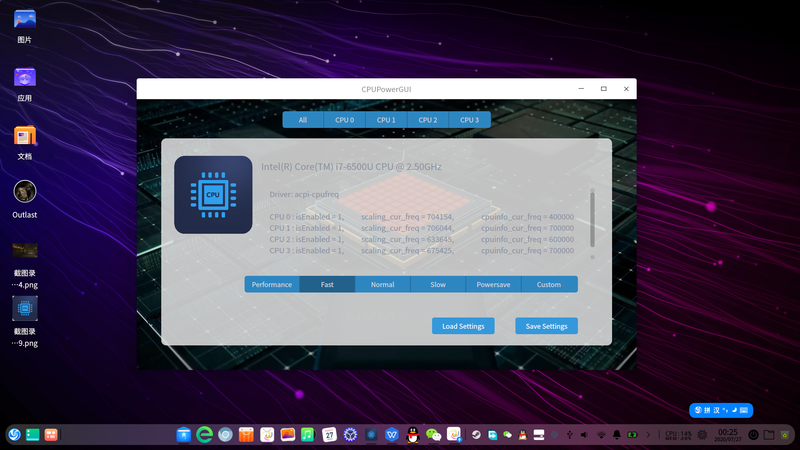 图片
应用
文档
Outlast
截图录
…4.png
截图录
…9.png
CPUPowerGUI
All
CPU 0
CPU 1
CPU 2
CPU 3
CPU
Intel(R) Core(TM) i7-6500U CPU @ 2.50GHz
Driver: acpi-cpufreq
CPU 0 : isEnabled = 1, scaling_cur_freq = 704154, cpuinfo_cur_freq = 400000
CPU 1 : isEnabled = 1, scaling_cur_freq = 706044, cpuinfo_cur_freq = 700000
CPU 2 : isEnabled = 1, scaling_cur_freq = 633645, cpuinfo_cur_freq = 600000
CPU 3 : isEnabled = 1, scaling_cur_freq = 675425, cpuinfo_cur_freq = 700000
Performance
Fast
Normal
Slow
Powersave
Custom
Load Settings
Save Settings
拼 汉
27
CPU:14%
00:25
2020/07/27